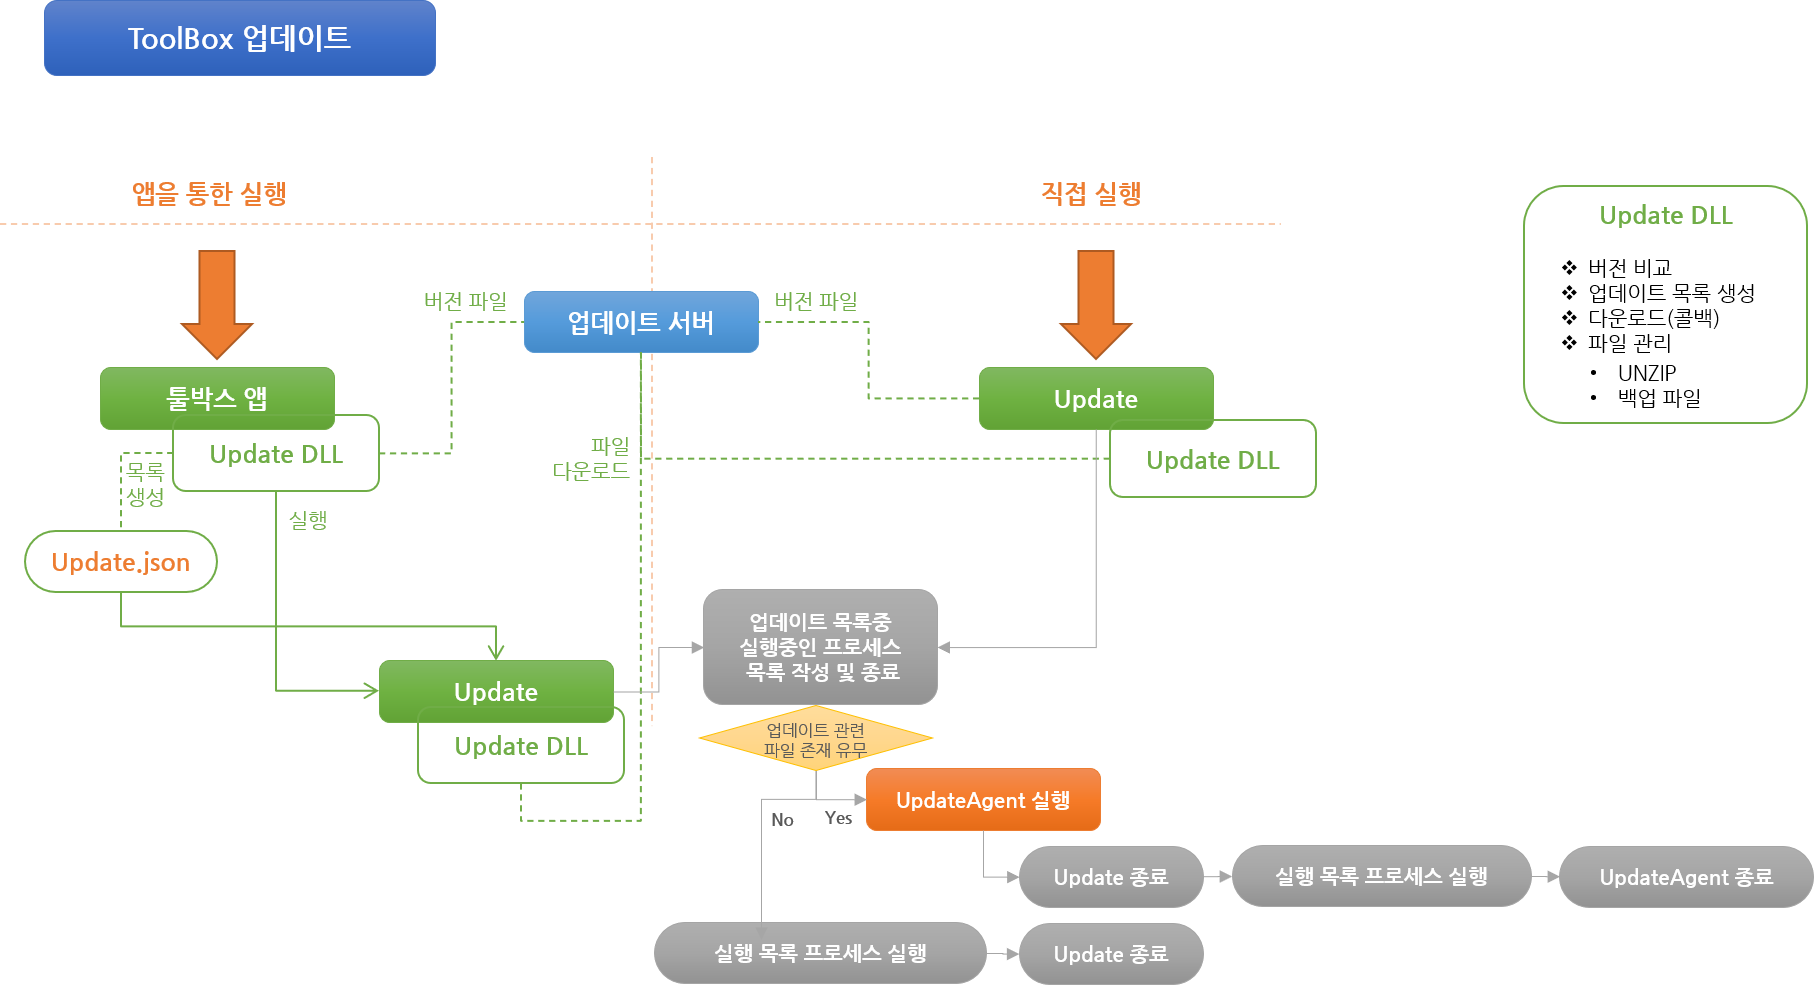 ToolBox 업데이트
앱을 통한 실행
직접 실행
Update DLL
❖ 버전 비교
❖ 업데이트 목록 생성
❖ 다운로드(콜백)
❖ 파일 관리
• UNZIP
• 백업 파일
버전 파일
업데이트 서버
버전 파일
툴박스 앱
Update DLL
Update
Update DLL
파일
다운로드
목록
생성
실행
Update.json
업데이트 목록중
실행중인 프로세스
목록 작성 및 종료
Update
Update DLL
업데이트 관련
파일 존재 유무
No
Yes
UpdateAgent 실행
Update 종료
실행 목록 프로세스 실행
UpdateAgent 종료
실행 목록 프로세스 실행
Update 종료